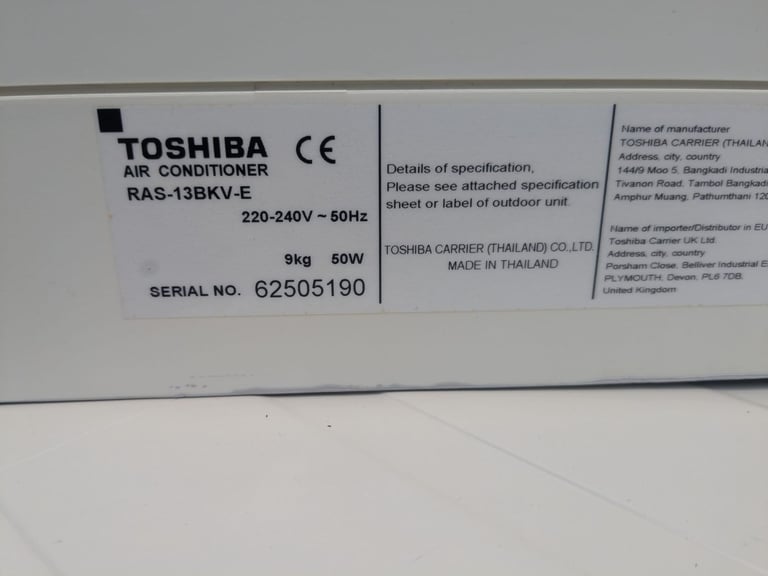 TOSHIBA CE
AIR CONDITIONER
RAS-13BKV-E
220-240V ~ 50Hz
9kg 50W
SERIAL NO. 62505190
Details of specification,
Please see attached specification
sheet or label of outdoor unit.
TOSHIBA CARRIER (THAILAND) CO.,LTD.
MADE IN THAILAND
Name of manufacturer
TOSHIBA CARRIER (THAILAN
Address, city, country
144/9 Moo 5, Bangkadi Industria
Tivanon Road, Tambol Bangkadi
Amphur Muang, Pathumthani 120
Name of importer/Distributor in EU
Toshiba Carrier UK Ltd.
Address, city, country
Porsham Close, Belliver Industrial E
PLYMOUTH, Devon, PL6 7DB.
United Kingdom